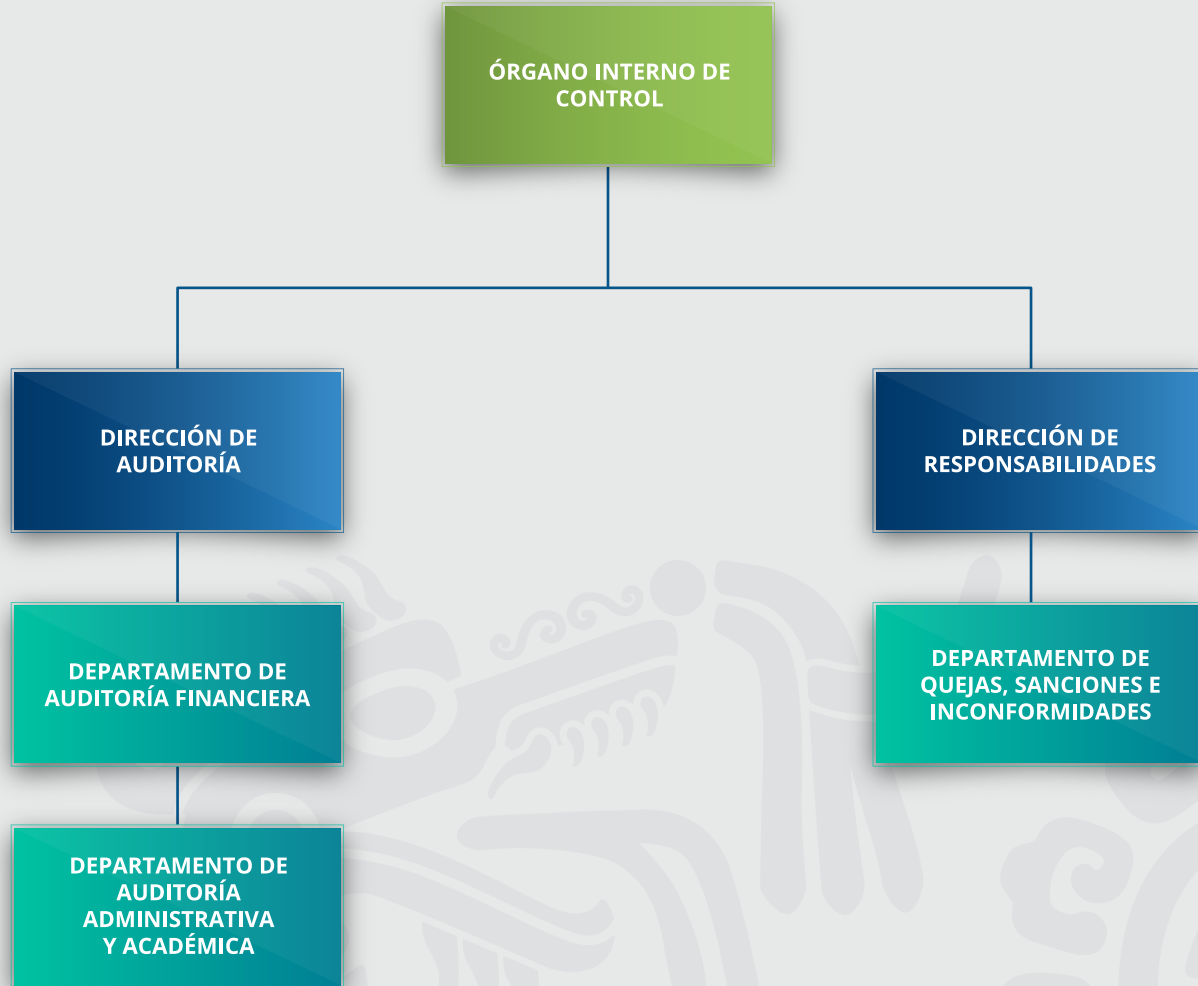 ÓRGANO INTERNO DE
CONTROL
DIRECCIÓN DE
AUDITORÍA
DIRECCIÓN DE
RESPONSABILIDADES
DEPARTAMENTO DE
AUDITORÍA FINANCIERA
DEPARTAMENTO DE
QUEJAS, SANCIONES E
INCONFORMIDADES
DEPARTAMENTO DE
AUDITORÍA
ADMINISTRATIVA
Y ACADÉMICA